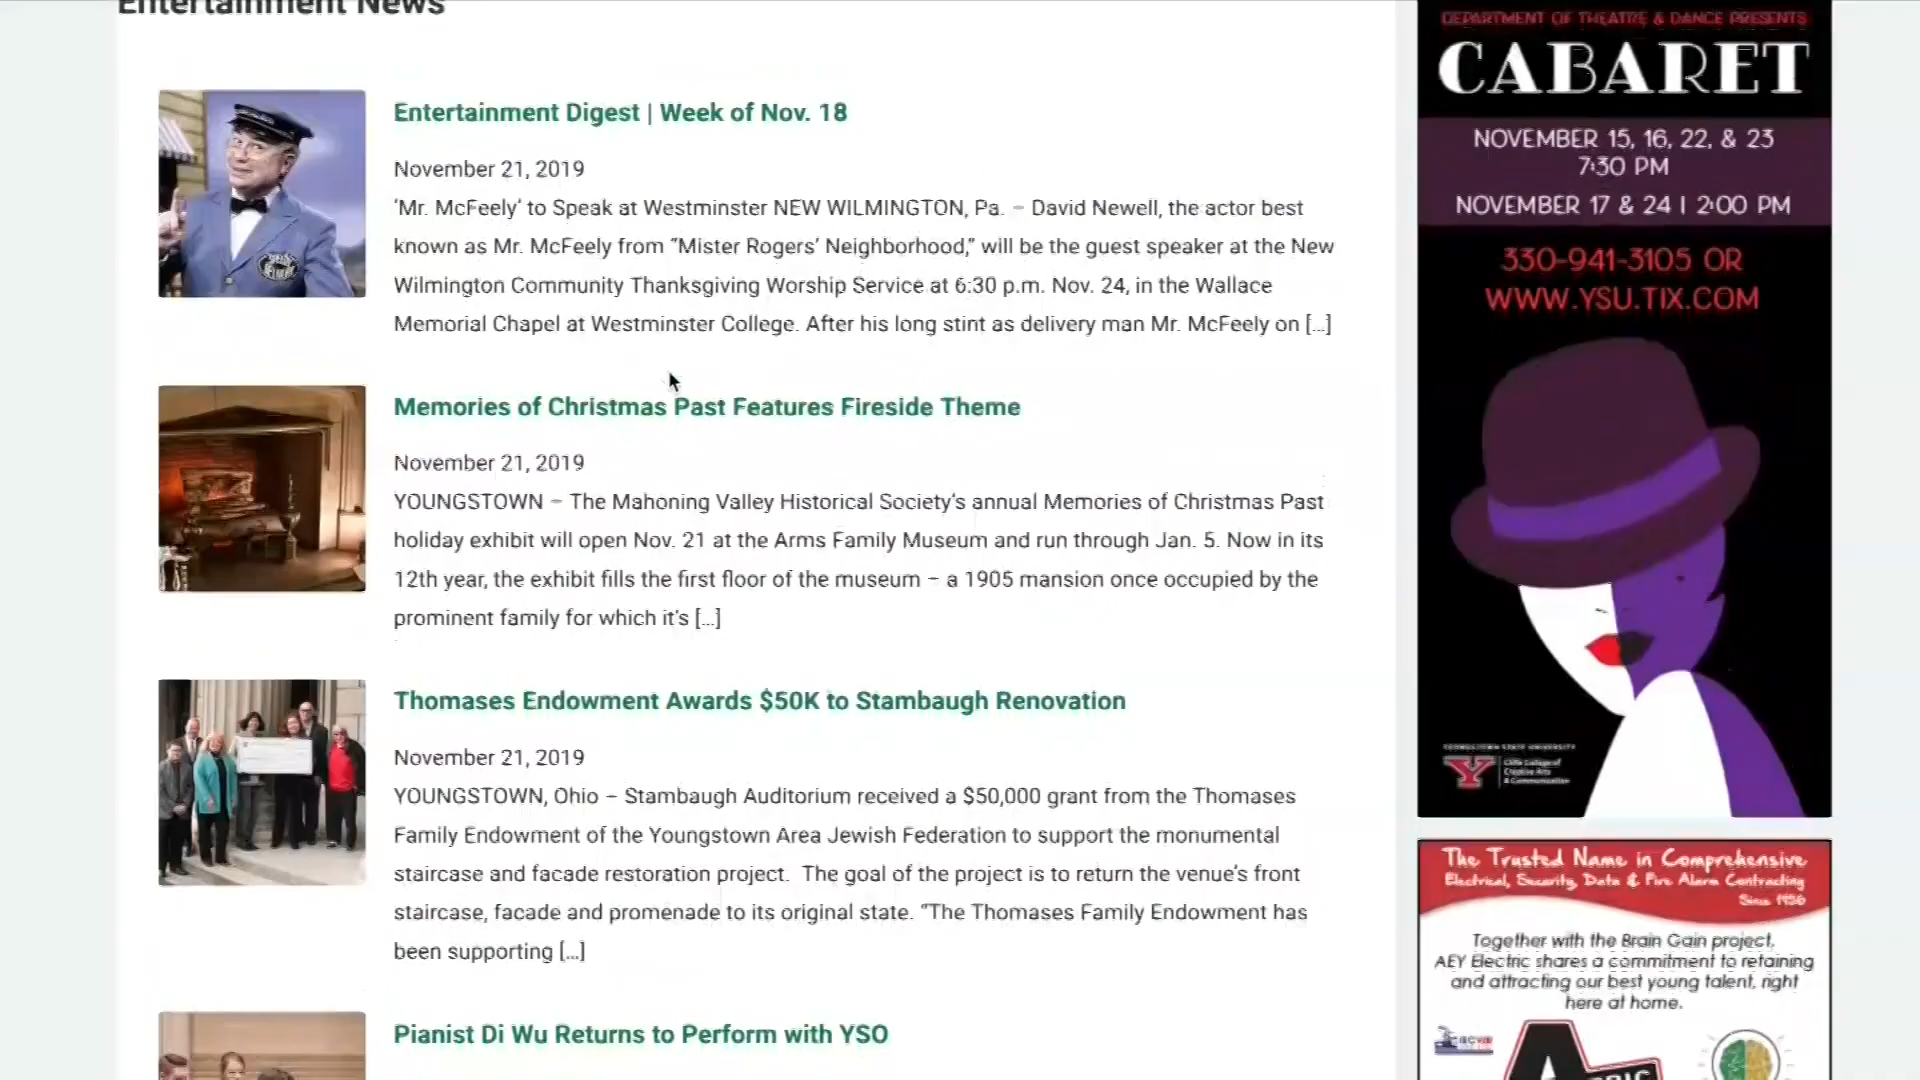 Entertainment News
Entertainment Digest | Week of Nov. 18
November 21, 2019
'Mr. McFeely' to Speak at Westminster NEW WILMINGTON, Pa. – David Newell, the actor best
known as Mr. McFeely from “Mister Rogers’ Neighborhood,” will be the guest speaker at the New
Wilmington Community Thanksgiving Worship Service at 6:30 p.m. Nov. 24, in the Wallace
Memorial Chapel at Westminster College. After his long stint as delivery man Mr. McFeely on [...]
Memories of Christmas Past Features Fireside Theme
November 21, 2019
YOUNGSTOWN – The Mahoning Valley Historical Society’s annual Memories of Christmas Past
holiday exhibit will open Nov. 21 at the Arms Family Museum and run through Jan. 5. Now in its
12th year, the exhibit fills the first floor of the museum – a 1905 mansion once occupied by the
prominent family for which it’s [...]
Thomases Endowment Awards $50K to Stambaugh Renovation
November 21, 2019
YOUNGSTOWN, Ohio – Stambaugh Auditorium received a $50,000 grant from the Thomases
Family Endowment of the Youngstown Area Jewish Federation to support the monumental
staircase and facade restoration project.  The goal of the project is to return the venue’s front
staircase, facade and promenade to its original state. “The Thomases Family Endowment has
been supporting [...]
Pianist Di Wu Returns to Perform with YSO
DEPARTMENT OF THEATRE & DANCE PRESENTS
CABARET
NOVEMBER 15, 16, 22, & 23
7:30 PM
NOVEMBER 17 & 24 | 2:00 PM
330-941-3105 OR
WWW.YSU.TIX.COM
YOUNGSTOWN STATE UNIVERSITY
Y
Cliffe College of
Creative Arts
& Communication
The Trusted Name in Comprehensive
Electrical, Security, Data & Fire Alarm Contracting
Since 1956
Together with the Brain Gain project,
AEY Electric shares a commitment to retaining
and attracting our best young talent, right
here at home.